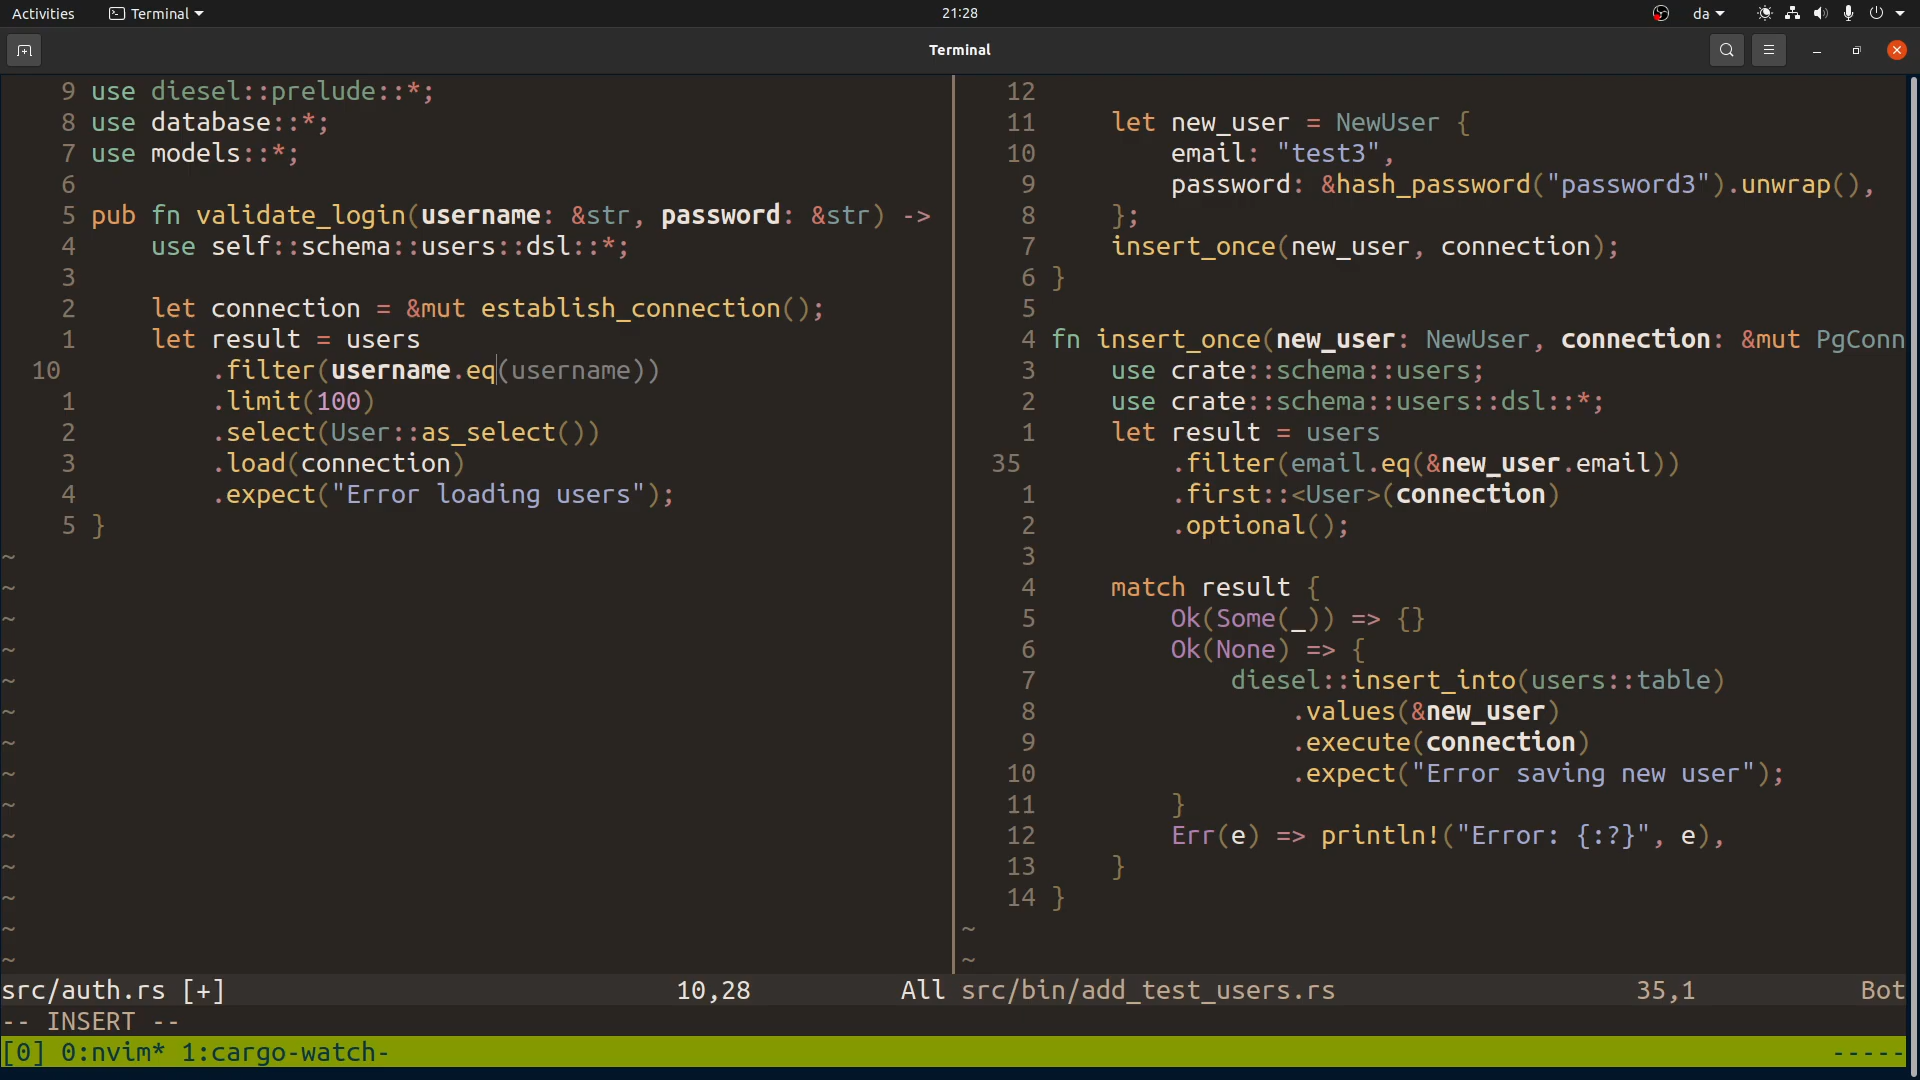 Activities Terminal 21:28 da
Terminal
9 use diesel::prelude::*;
8 use database::*;
7 use models::*;
6
5 pub fn validate_login(username: &str, password: &str) ->
4     use self::schema::users::dsl::*;
3
2     let connection = &mut establish_connection();
1     let result = users
10         .filter(username.eq(username))
1         .limit(100)
2         .select(User::as_select())
3         .load(connection)
4         .expect("Error loading users");
5 }
~
~
~
~
~
~
~
~
~
~
~
~
~
~
12
11     let new_user = NewUser {
10         email: "test3",
9         password: &hash_password("password3").unwrap(),
8     };
7     insert_once(new_user, connection);
6 }
5
4 fn insert_once(new_user: NewUser, connection: &mut PgConn
3     use crate::schema::users;
2     use crate::schema::users::dsl::*;
1     let result = users
35         .filter(email.eq(&new_user.email))
1         .first::<User>(connection)
2         .optional();
3
4     match result {
5         Ok(Some(_)) => {}
6         Ok(None) => {
7             diesel::insert_into(users::table)
8                 .values(&new_user)
9                 .execute(connection)
10                 .expect("Error saving new user");
11         }
12         Err(e) => println!("Error: {:?}", e),
13     }
14 }
~
~
src/auth.rs [+] 10,28 All src/bin/add_test_users.rs 35,1 Bot
-- INSERT --
[0] 0:nvim* 1:cargo-watch- -----